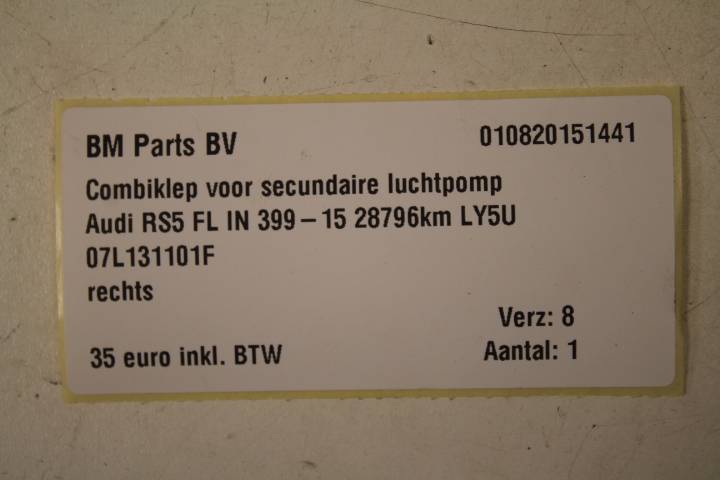 BM Parts BV 010820151441
Combiklep voor secundaire luchtpomp
Audi RS5 FL IN 399 – 15 28796km LY5U
07L131101F
rechts
Verz: 8
35 euro inkl. BTW Aantal: 1